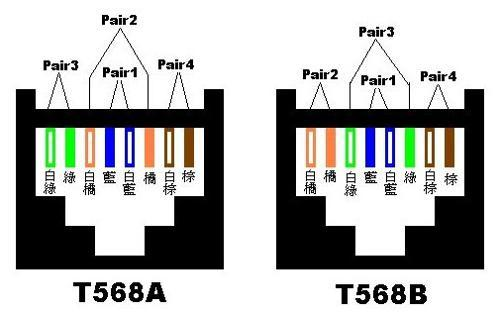 Pair2
Pair3
Pair1
Pair4
白綠
綠
白橘
藍
白藍
橘
白棕
棕
T568A
Pair3
Pair2
Pair1
Pair4
白橘
橘
白綠
藍
白藍
綠
白棕
棕
T568B